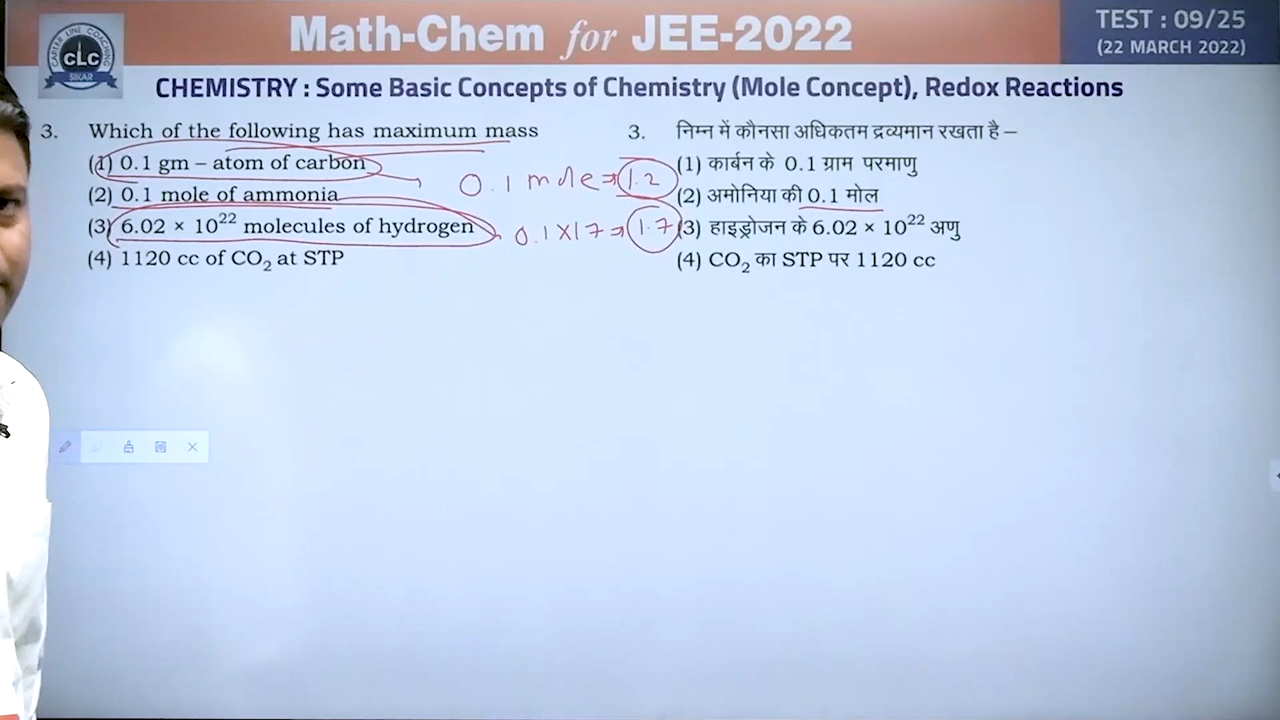 Math-Chem for JEE-2022
TEST : 09/25
(22 MARCH 2022)
CAREER LINE COACHING
CLC
SIKAR
CHEMISTRY : Some Basic Concepts of Chemistry (Mole Concept), Redox Reactions
3. Which of the following has maximum mass
(1) 0.1 gm – atom of carbon
(2) 0.1 mole of ammonia
(3) 6.02 × 10²² molecules of hydrogen
(4) 1120 cc of CO₂ at STP
0.1 mole ⇒ 1.2
0.1 X 17 ⇒ 1.7
3. निम्न में कौनसा अधिकतम द्रव्यमान रखता है –
(1) कार्बन के 0.1 ग्राम परमाणु
(2) अमोनिया की 0.1 मोल
(3) हाइड्रोजन के 6.02 × 10²² अणु
(4) CO₂ का STP पर 1120 cc